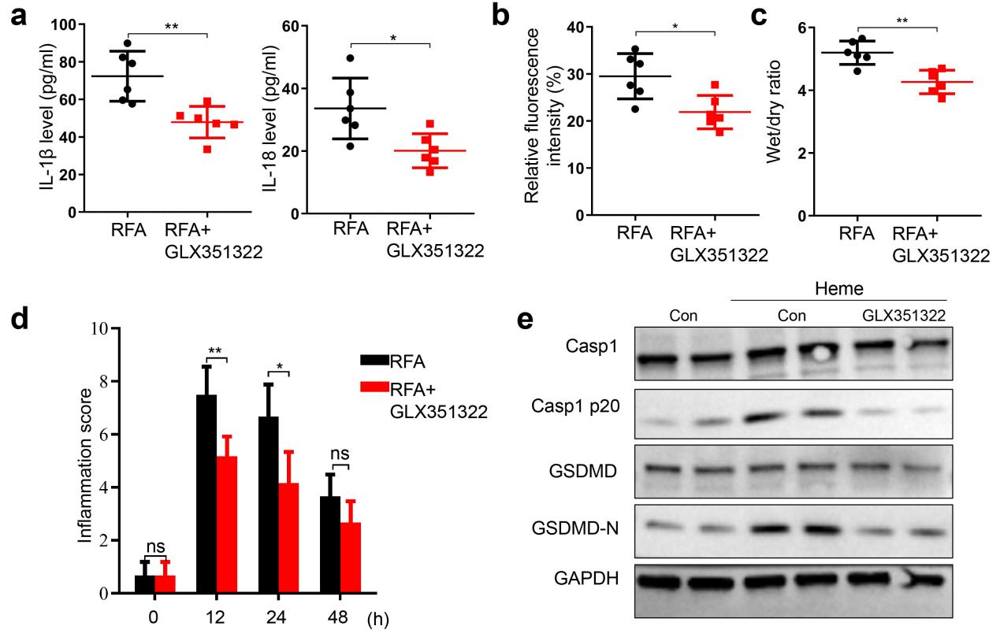 a
IL-1β level (pg/ml)
100
80
60
40
20
0
**
RFA
RFA+
GLX351322
IL-18 level (pg/ml)
60
40
20
0
*
RFA
RFA+
GLX351322
b
Relative fluorescence
intensity (%)
40
30
20
10
0
*
RFA
RFA+
GLX351322
c
Wet/dry ratio
6
4
2
0
**
RFA
RFA+
GLX351322
d
Inflammation score
10
8
6
4
2
0
ns
**
*
ns
0 12 24 48 (h)
RFA
RFA+
GLX351322
e
Heme
Con Con GLX351322
Casp1
Casp1 p20
GSDMD
GSDMD-N
GAPDH